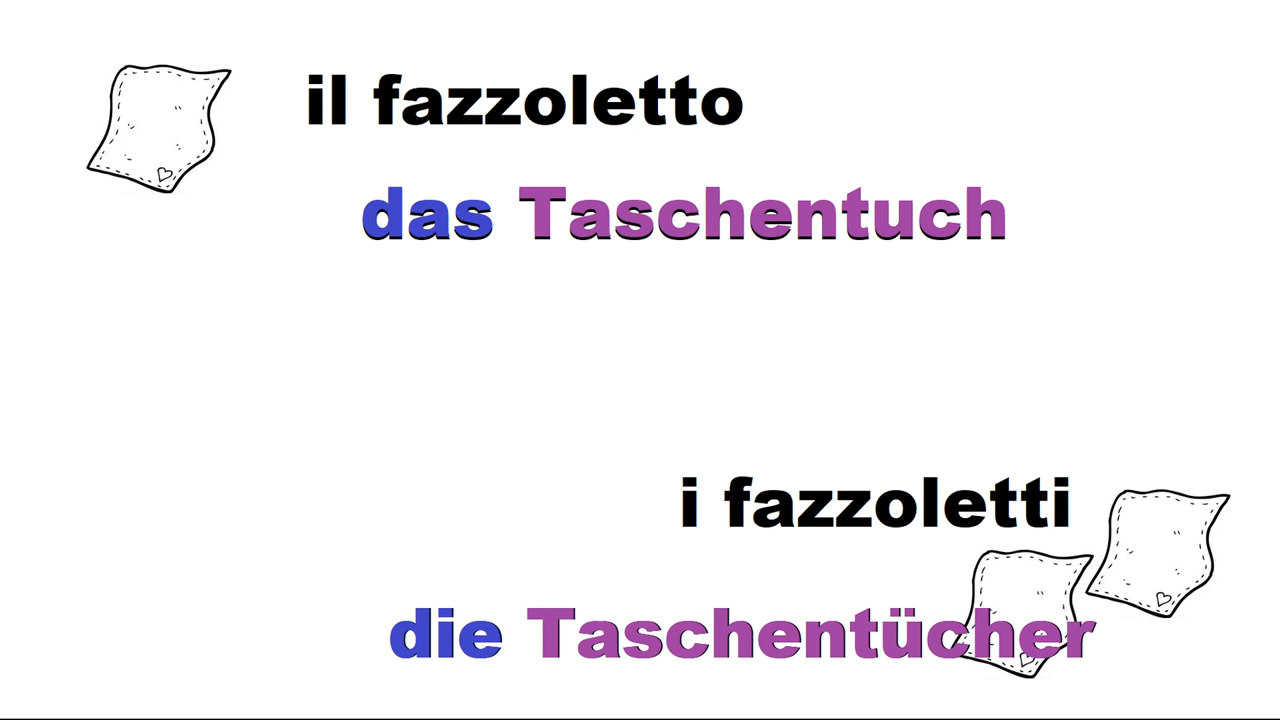 il fazzoletto
das Taschentuch
i fazzoletti
die Taschentücher